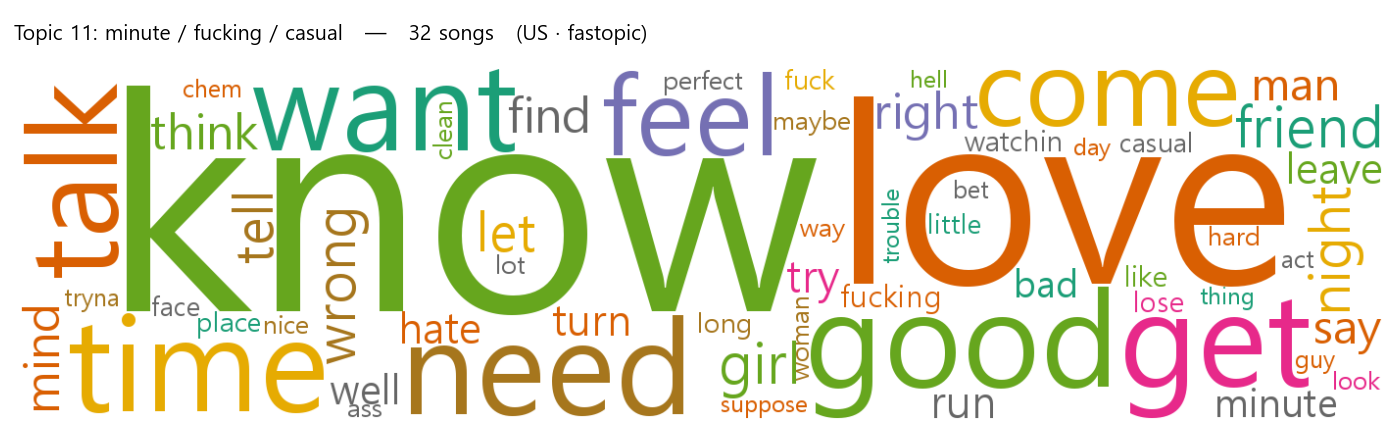 Topic 11: minute / fucking / casual — 32 songs (US · fastopic)
know
love
talk
chem
think
want
clean
find
feel
perfect
fuck
maybe
right
hell
come
man
friend
watchin
day
casual
leave
tell
wrong
let
lot
way
trouble
bet
little
hard
act
night
try
fucking
bad
like
lose
thing
tryna
face
place
nice
mind
time
hate
turn
long
woman
need
well
ass
girl
suppose
good
run
get
say
guy
look
minute